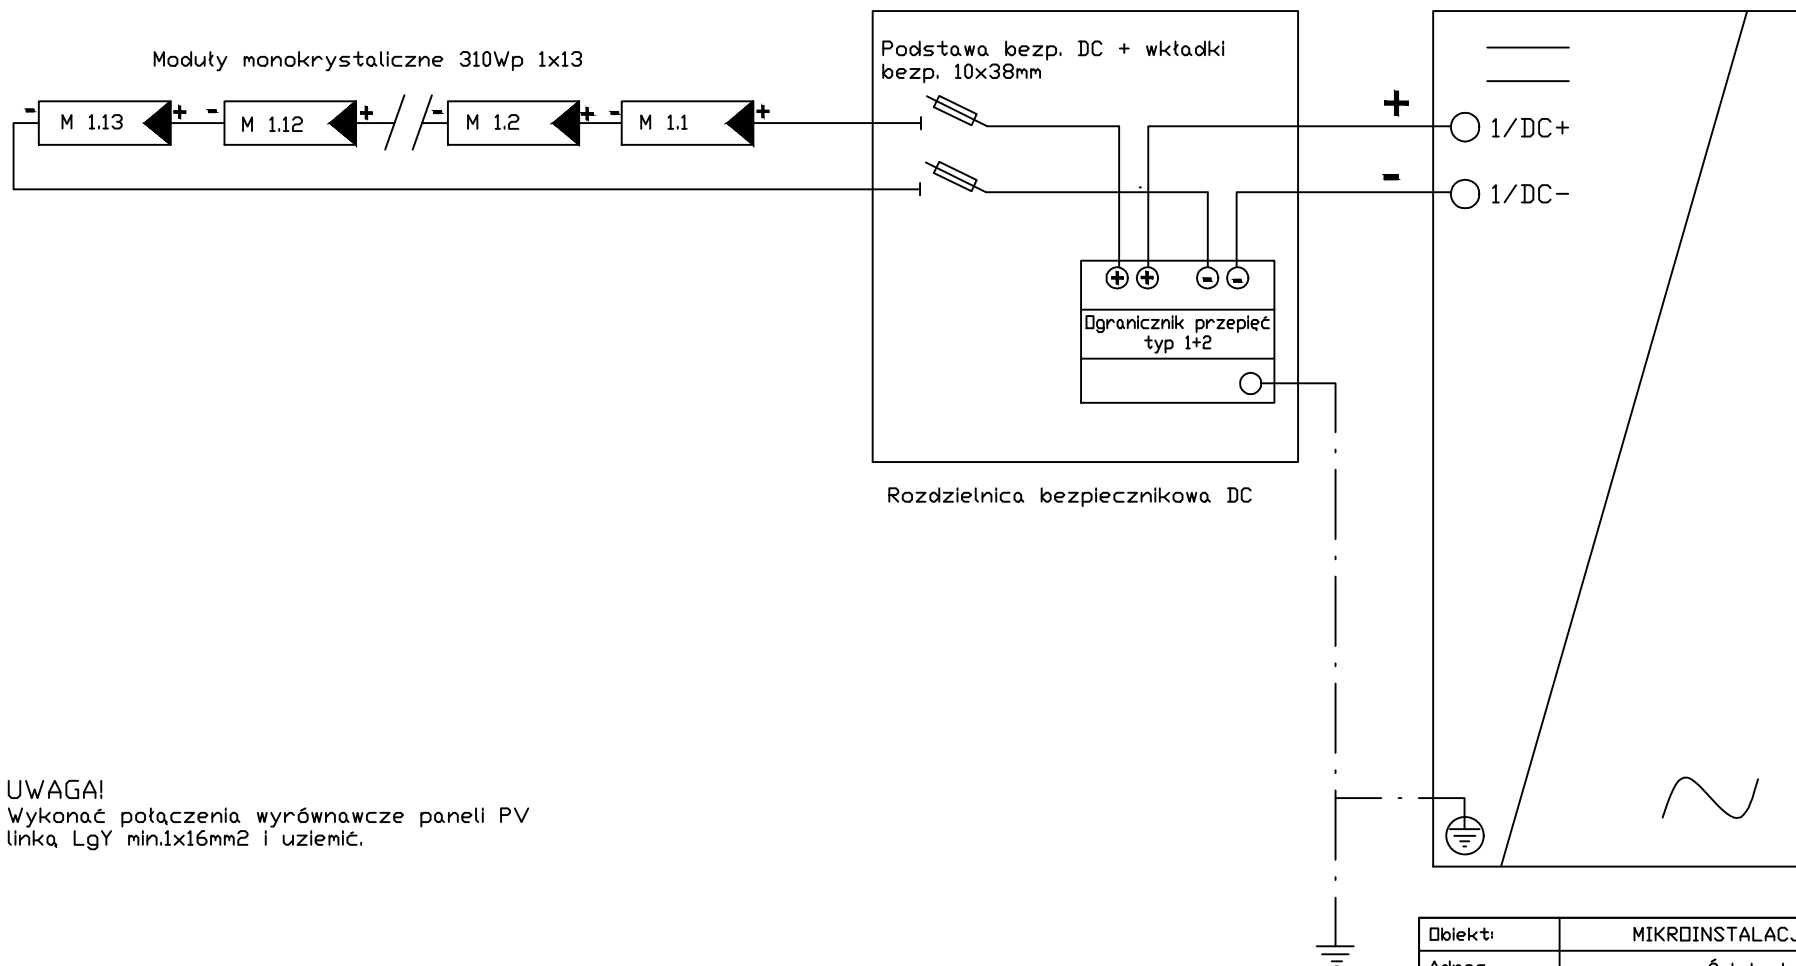 Moduły monokrystaliczne 310Wp 1x13
- M 1.13 + - M 1.12 + - M 1.2 + - M 1.1 +
Podstawa bezp. DC + wkładki
bezp. 10x38mm
+ 1/DC+
- 1/DC-
+ + - -
Ogranicznik przepięć
typ 1+2
Rozdzielnica bezpiecznikowa DC
UWAGA!
Wykonać połączenia wyrównawcze paneli PV
linką LgY min.1x16mm2 i uziemić.
Obiekt: MIKROINSTALACJ